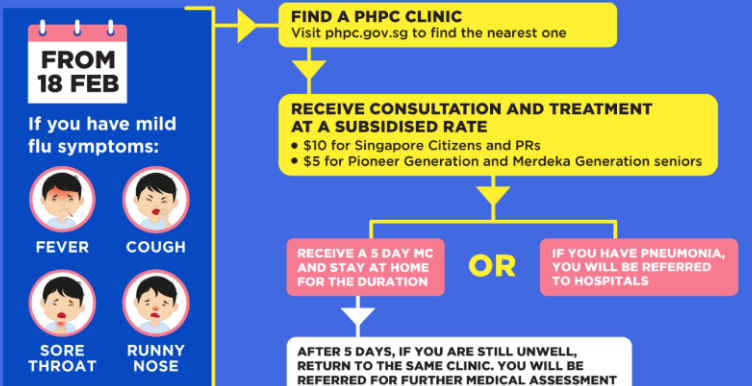 FROM
18 FEB
If you have mild
flu symptoms:
FEVER
COUGH
SORE
THROAT
RUNNY
NOSE
FIND A PHPC CLINIC
Visit phpc.gov.sg to find the nearest one
RECEIVE CONSULTATION AND TREATMENT
AT A SUBSIDISED RATE
• $10 for Singapore Citizens and PRs
• $5 for Pioneer Generation and Merdeka Generation seniors
RECEIVE A 5 DAY MC
AND STAY AT HOME
FOR THE DURATION
OR
IF YOU HAVE PNEUMONIA,
YOU WILL BE REFERRED
TO HOSPITALS
AFTER 5 DAYS, IF YOU ARE STILL UNWELL,
RETURN TO THE SAME CLINIC. YOU WILL BE
REFERRED FOR FURTHER MEDICAL ASSESSMENT